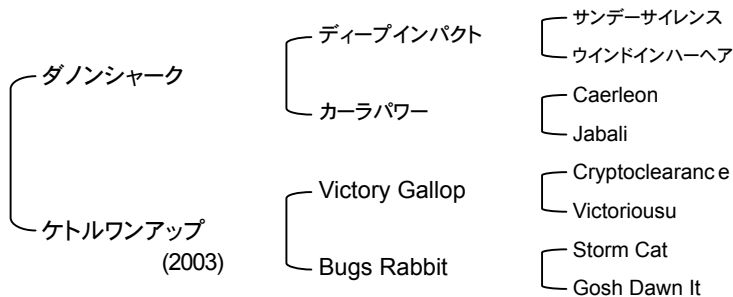 ダノンシャーク
ケトルワンアップ
(2003)
ディープインパクト
カーラパワー
Victory Gallop
Bugs Rabbit
サンデーサイレンス
ウインドインハーヘア
Caerleon
Jabali
Cryptoclearance
Victoriousu
Storm Cat
Gosh Dawn It